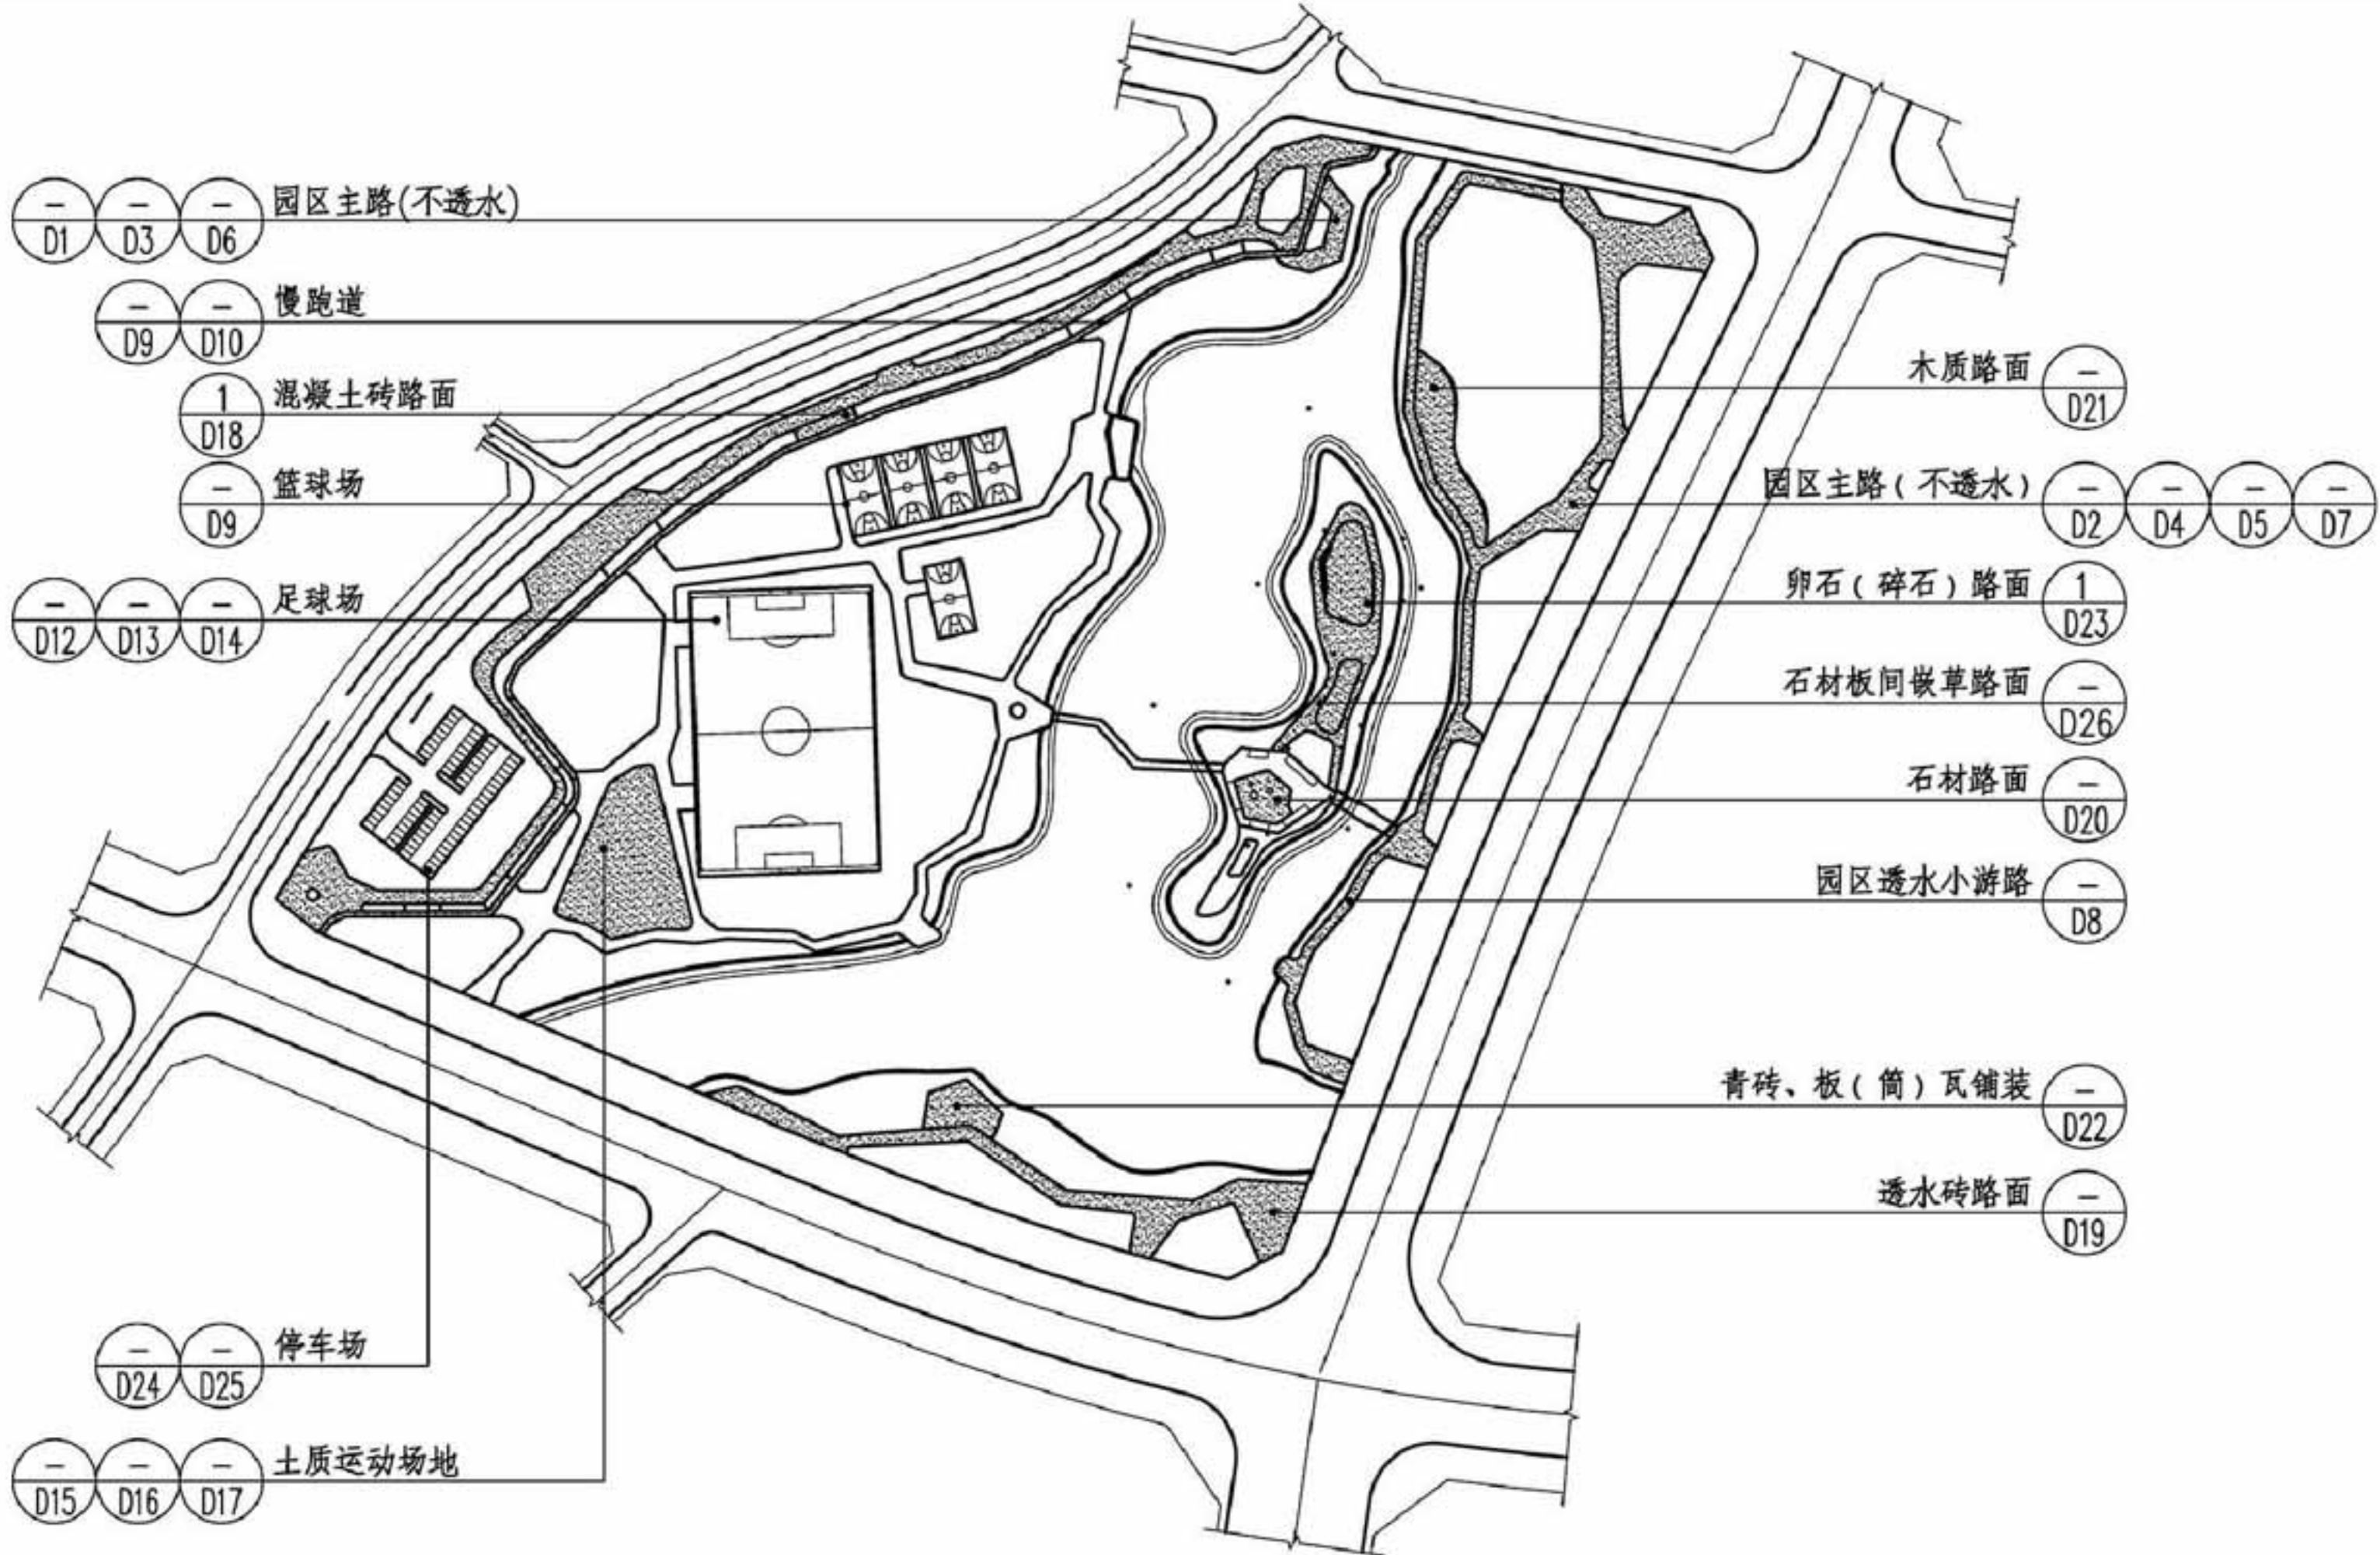 — — — 园区主路(不透水)
D1 D3 D6
— — 慢跑道
D9 D10
1 混凝土砖路面
D18
— 篮球场
D9
— — — 足球场
D12 D13 D14
— — 停车场
D24 D25
— — — 土质运动场地
D15 D16 D17
木质路面 —
D21
园区主路(不透水) — — — —
D2 D4 D5 D7
卵石(碎石)路面 1
D23
石材板间嵌草路面 —
D26
石材路面 —
D20
园区透水小游路 —
D8
青砖、板(筒)瓦铺装 —
D22
透水砖路面 —
D19